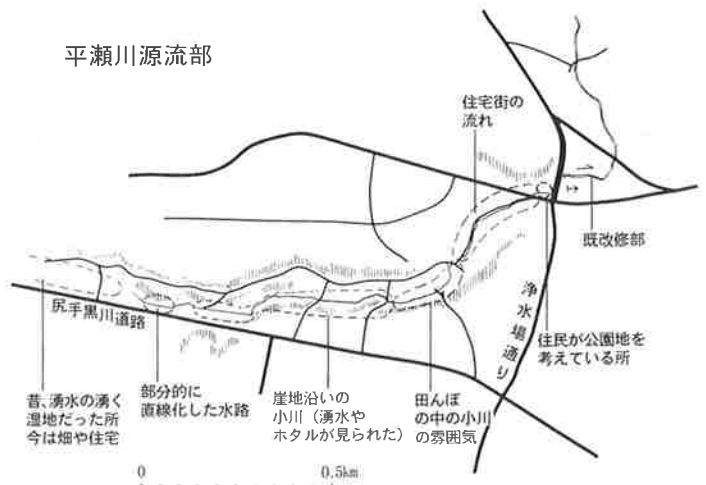 平瀬川源流部
住宅街の
流れ
既改修部
浄水場通り
住民が公園地を
考えている所
尻手黒川道路
昔、湧水の湧く
湿地だった所
今は畑や住宅
部分的に
直線化した水路
崖地沿いの
小川（湧水や
ホタルが見られた）
田んぼ
の中の小川
の雰囲気
0 0.5km